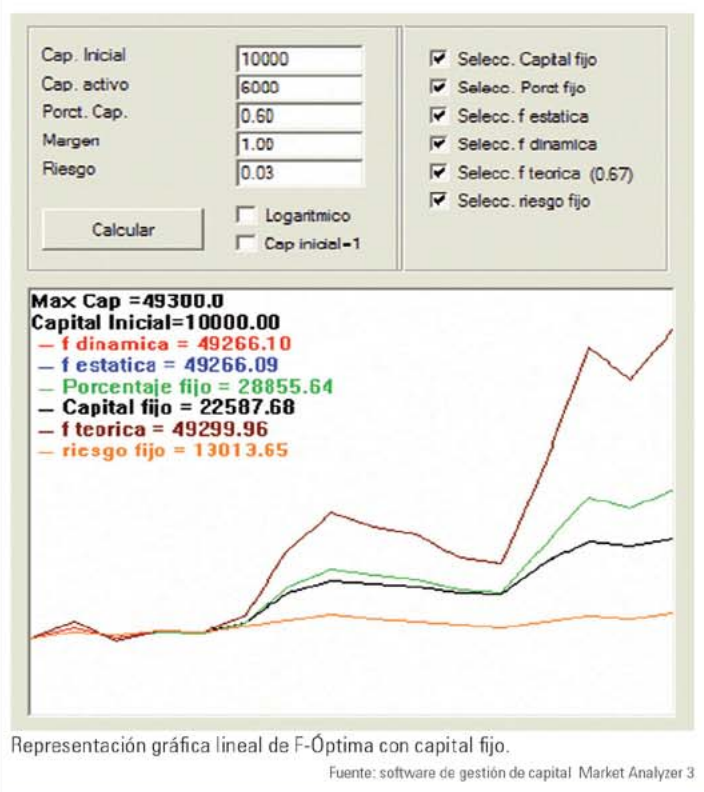 Cap. Inicial 10000
Cap. activo 6000
Porct. Cap. 0.60
Margen 1.00
Riesgo 0.03
Calcular
Logaritmico
Cap inicial=1
Selecc. Captal fijo
Selecc. Porct fijo
Selecc. f estatica
Selecc. f dinamica
Selecc. f teorica (0.67)
Selecc. riesgo fijo
Max Cap =49300.0
Capital Inicial=10000.00
— f dinamica = 49266.10
— f estatica = 49266.09
— Porcentaje fijo = 28855.64
— Capital fijo = 22587.68
— f teorica = 49299.96
— riesgo fijo = 13013.65
Representación gráfica lineal de F-Óptima con capital fijo.
Fuente: software de gestión de capital Market Analyzer 3